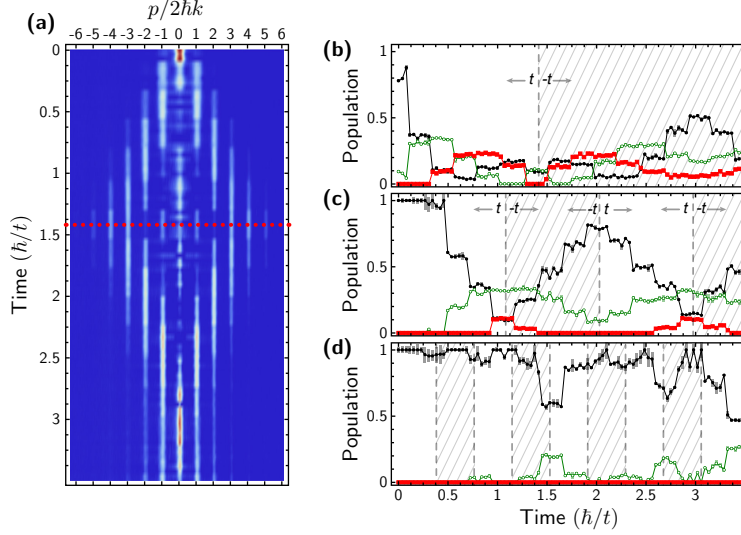 (a)
p/2ħk
-6 -5 -4 -3 -2 -1 0 1 2 3 4 5 6
Time (ħ/t)
0
0.5
1
1.5
2
2.5
3
(b)
Population
1
0.5
0
t -t
(c)
Population
1
0.5
0
t -t
-t t
t -t
(d)
Population
1
0.5
0
0 0.5 1 1.5 2 2.5 3
Time (ħ/t)